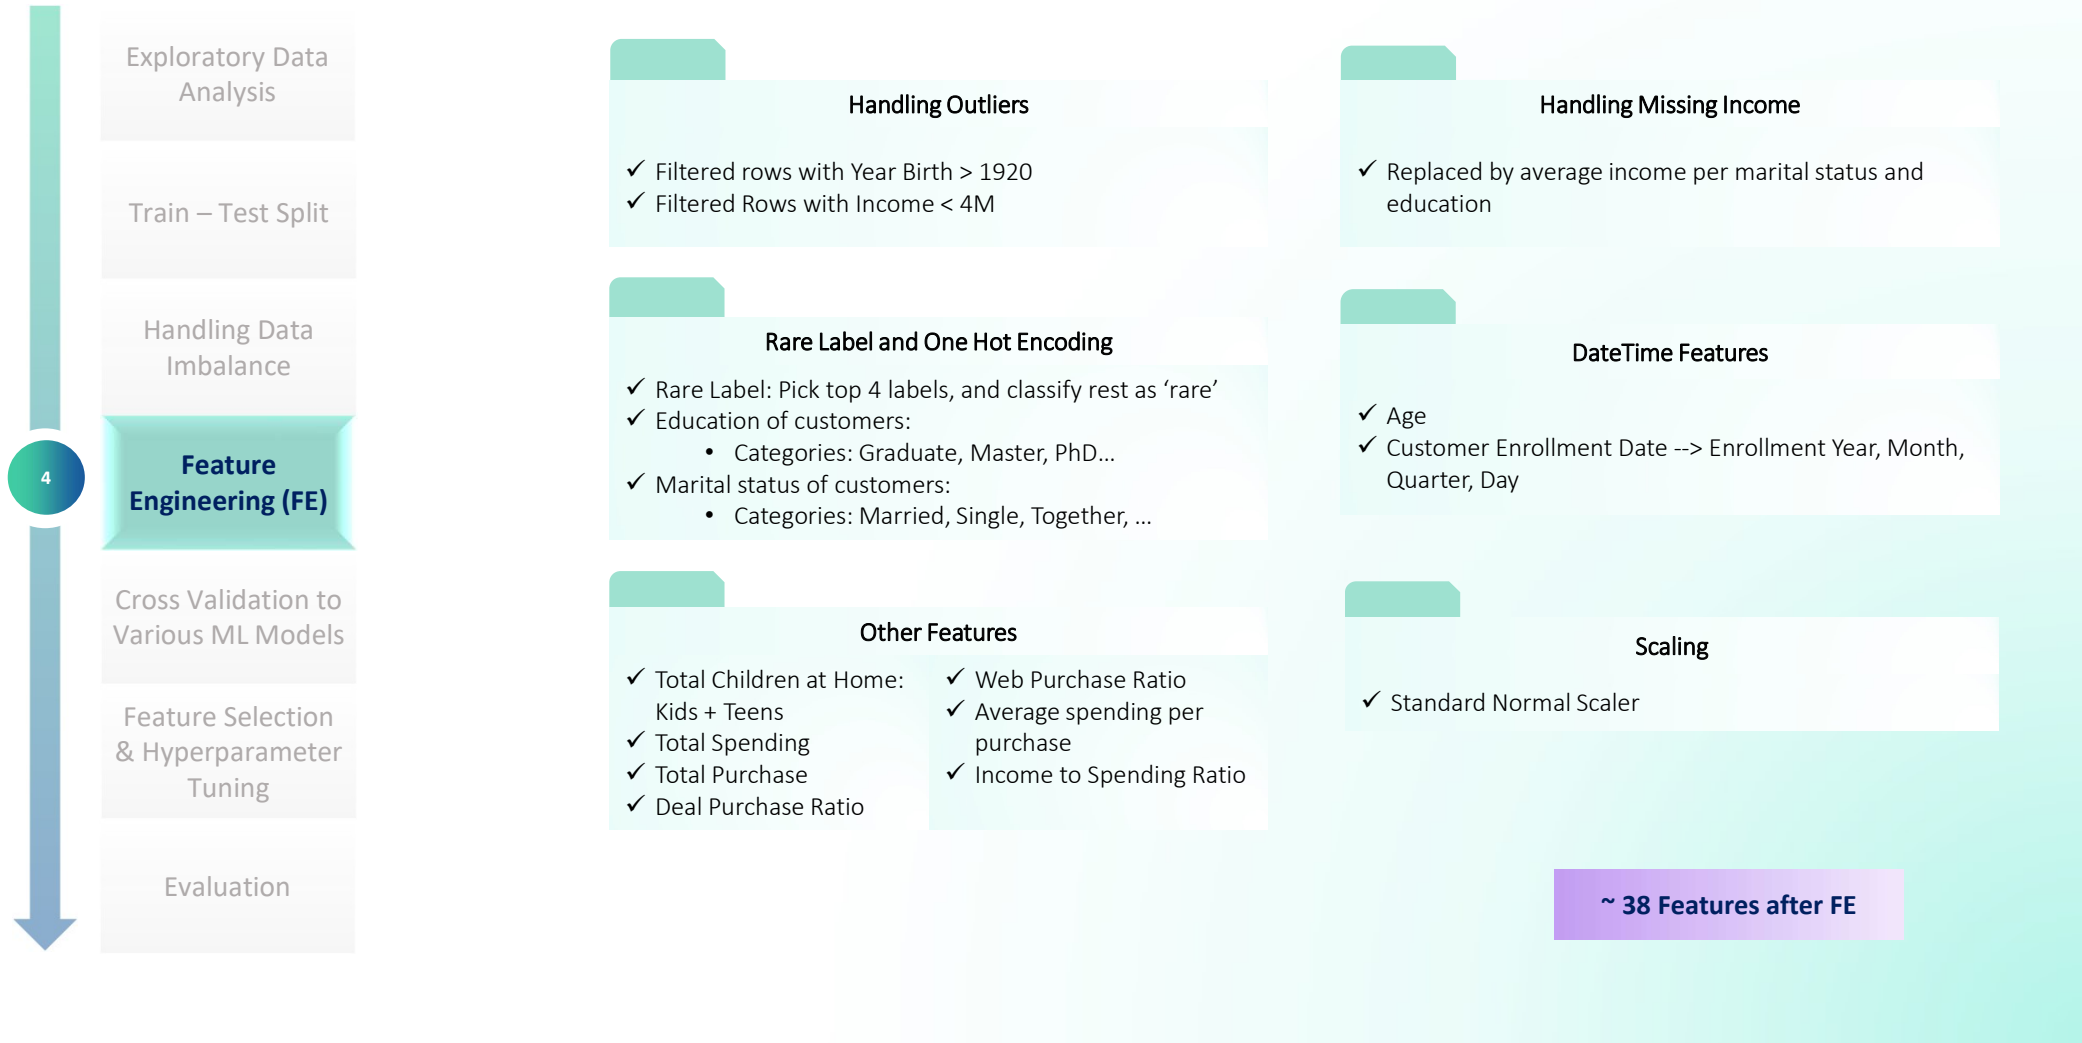 Exploratory Data
Analysis
Train – Test Split
Handling Data
Imbalance
4
Feature
Engineering (FE)
Cross Validation to
Various ML Models
Feature Selection
& Hyperparameter
Tuning
Evaluation
Handling Outliers
✓ Filtered rows with Year Birth > 1920
✓ Filtered Rows with Income < 4M
Handling Missing Income
✓ Replaced by average income per marital status and
education
Rare Label and One Hot Encoding
✓ Rare Label: Pick top 4 labels, and classify rest as ‘rare’
✓ Education of customers:
• Categories: Graduate, Master, PhD...
✓ Marital status of customers:
• Categories: Married, Single, Together, ...
DateTime Features
✓ Age
✓ Customer Enrollment Date --> Enrollment Year, Month,
Quarter, Day
Other Features
✓ Total Children at Home:
Kids + Teens
✓ Total Spending
✓ Total Purchase
✓ Deal Purchase Ratio
✓ Web Purchase Ratio
✓ Average spending per
purchase
✓ Income to Spending Ratio
Scaling
✓ Standard Normal Scaler
~ 38 Features after FE